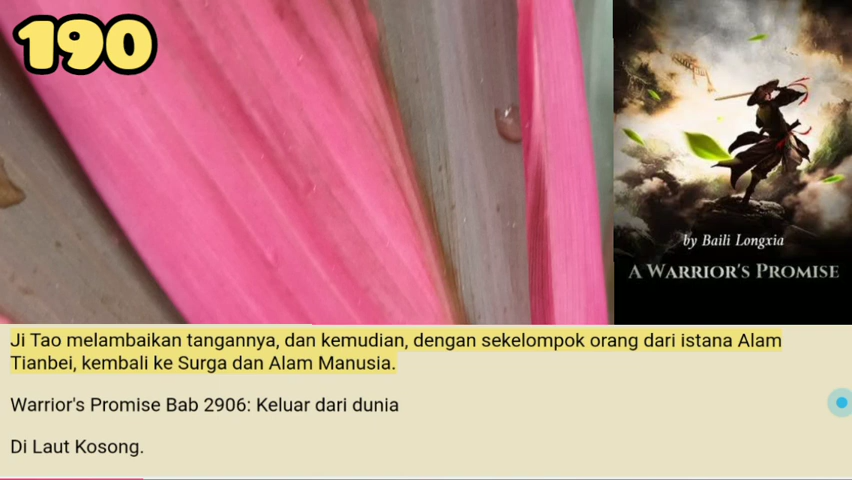 190
by Baili Longxia
A WARRIOR'S PROMISE
Ji Tao melambaikan tangannya, dan kemudian, dengan sekelompok orang dari istana Alam
Tianbei, kembali ke Surga dan Alam Manusia.
Warrior's Promise Bab 2906: Keluar dari dunia
Di Laut Kosong.